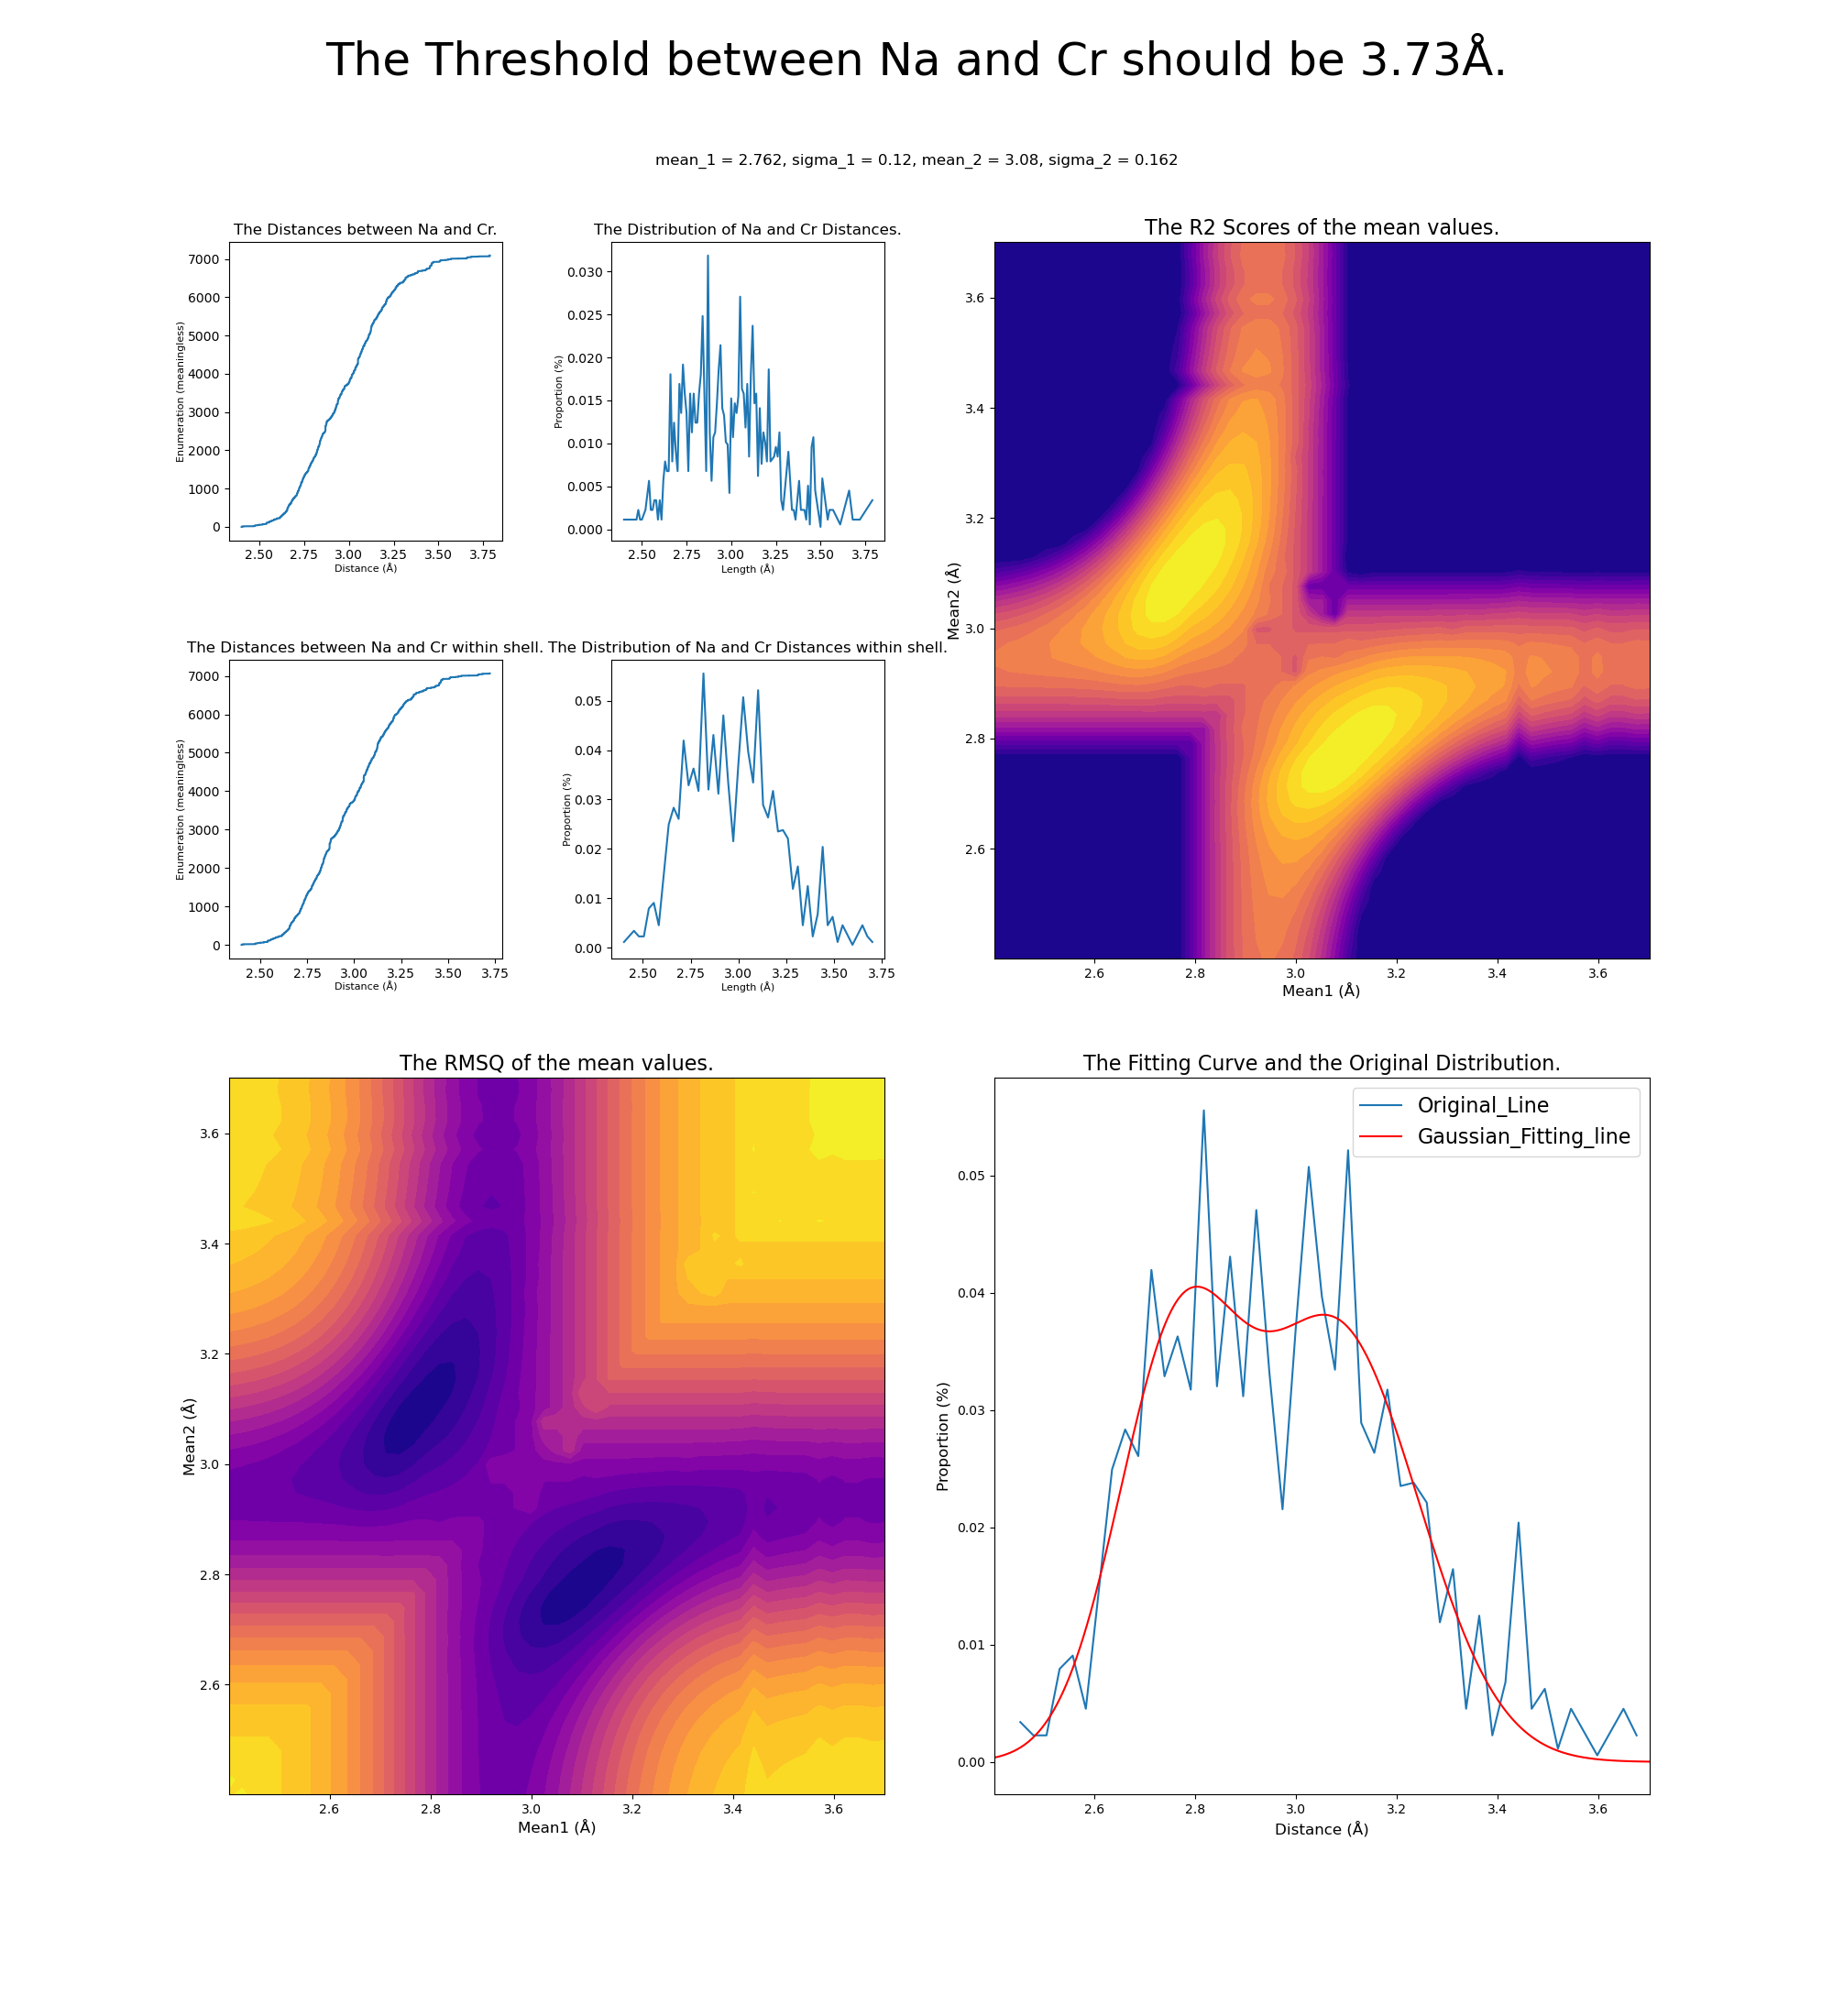 The Threshold between Na and Cr should be 3.73Å.
mean_1 = 2.762, sigma_1 = 0.12, mean_2 = 3.08, sigma_2 = 0.162
The Distances between Na and Cr.
Enumeration (meaningless)
7000
6000
5000
4000
3000
2000
1000
0
2.50 2.75 3.00 3.25 3.50 3.75
Distance (Å)
The Distribution of Na and Cr Distances.
Proportion (%)
0.030
0.025
0.020
0.015
0.010
0.005
0.000
2.50 2.75 3.00 3.25 3.50 3.75
Length (Å)
The R2 Scores of the mean values.
Mean2 (Å)
3.6
3.4
3.2
3.0
2.8
2.6
2.6 2.8 3.0 3.2 3.4 3.6
Mean1 (Å)
The Distances between Na and Cr within shell.
Enumeration (meaningless)
7000
6000
5000
4000
3000
2000
1000
0
2.50 2.75 3.00 3.25 3.50 3.75
Distance (Å)
The Distribution of Na and Cr Distances within shell.
Proportion (%)
0.05
0.04
0.03
0.02
0.01
0.00
2.50 2.75 3.00 3.25 3.50 3.75
Length (Å)
The RMSQ of the mean values.
Mean2 (Å)
3.6
3.4
3.2
3.0
2.8
2.6
2.6 2.8 3.0 3.2 3.4 3.6
Mean1 (Å)
The Fitting Curve and the Original Distribution.
Original_Line
Gaussian_Fitting_line
Proportion (%)
0.05
0.04
0.03
0.02
0.01
0.00
2.6 2.8 3.0 3.2 3.4 3.6
Distance (Å)